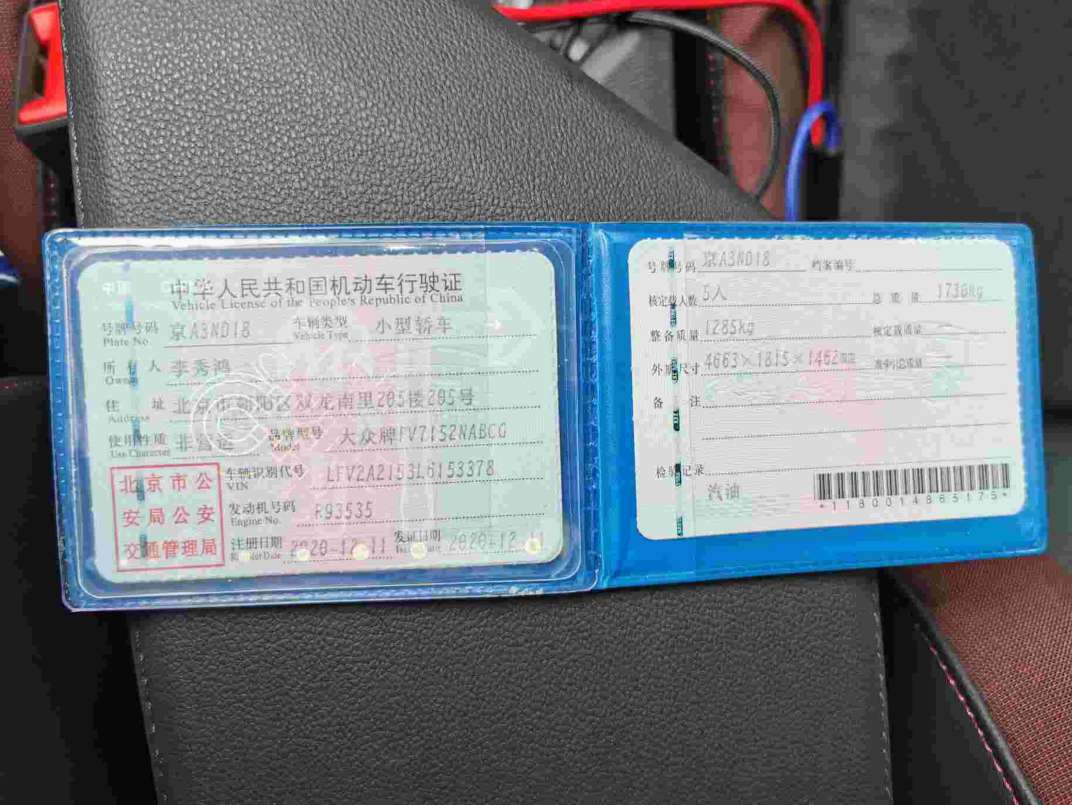 中华人民共和国机动车行驶证
Vehicle License of the People's Republic of China
号牌号码 京A3ND18 车辆类型 小型轿车
Plate No. Vehicle Type
所有人 李秀鸿
Owner
住址 北京市朝阳区双龙南里205楼205号
Address
使用性质 非营运 品牌型号 大众牌FV7152NABCG
Use Character Model
北京市公安局公安交通管理局
车辆识别代号 LFV2A2153L6153378
VIN
发动机号码 R93535
Engine No.
注册日期 2020-12-11 发证日期 2020-12-11
Register Date Issue Date
号牌号码 京A3ND18 档案编号
核定载人数 5人 总质量 1730kg
整备质量 1285kg 核定载质量
外廓尺寸 4663×1815×1462mm 准牵引总质量
备注
检验记录
汽油
*1180014865175*